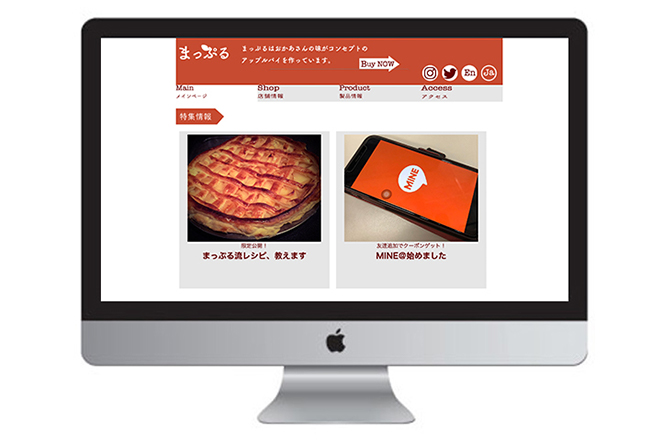 まっぷる
まっぷるはおかあさんの味がコンセプトの
アップルパイを作っています。
Buy NOW
En
Ja
Main
メインページ
Shop
店舗情報
Product
製品情報
Access
アクセス
特集情報
限定公開!
まっぷる流レシピ、教えます
MINE
友達追加でクーポンゲット!
MINE@始めました